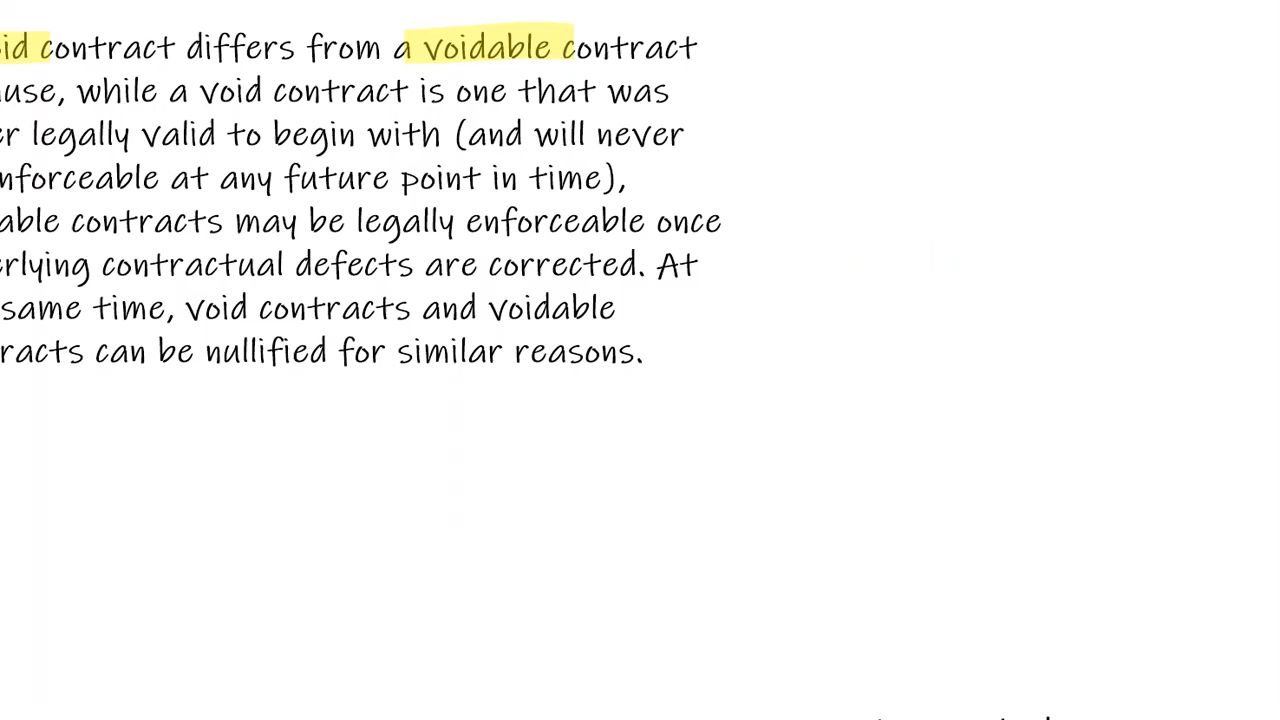 id contract differs from a voidable contract
use, while a void contract is one that was
er legally valid to begin with (and will never
nforceable at any future point in time),
able contracts may be legally enforceable once
rlying contractual defects are corrected. At
same time, void contracts and voidable
racts can be nullified for similar reasons.